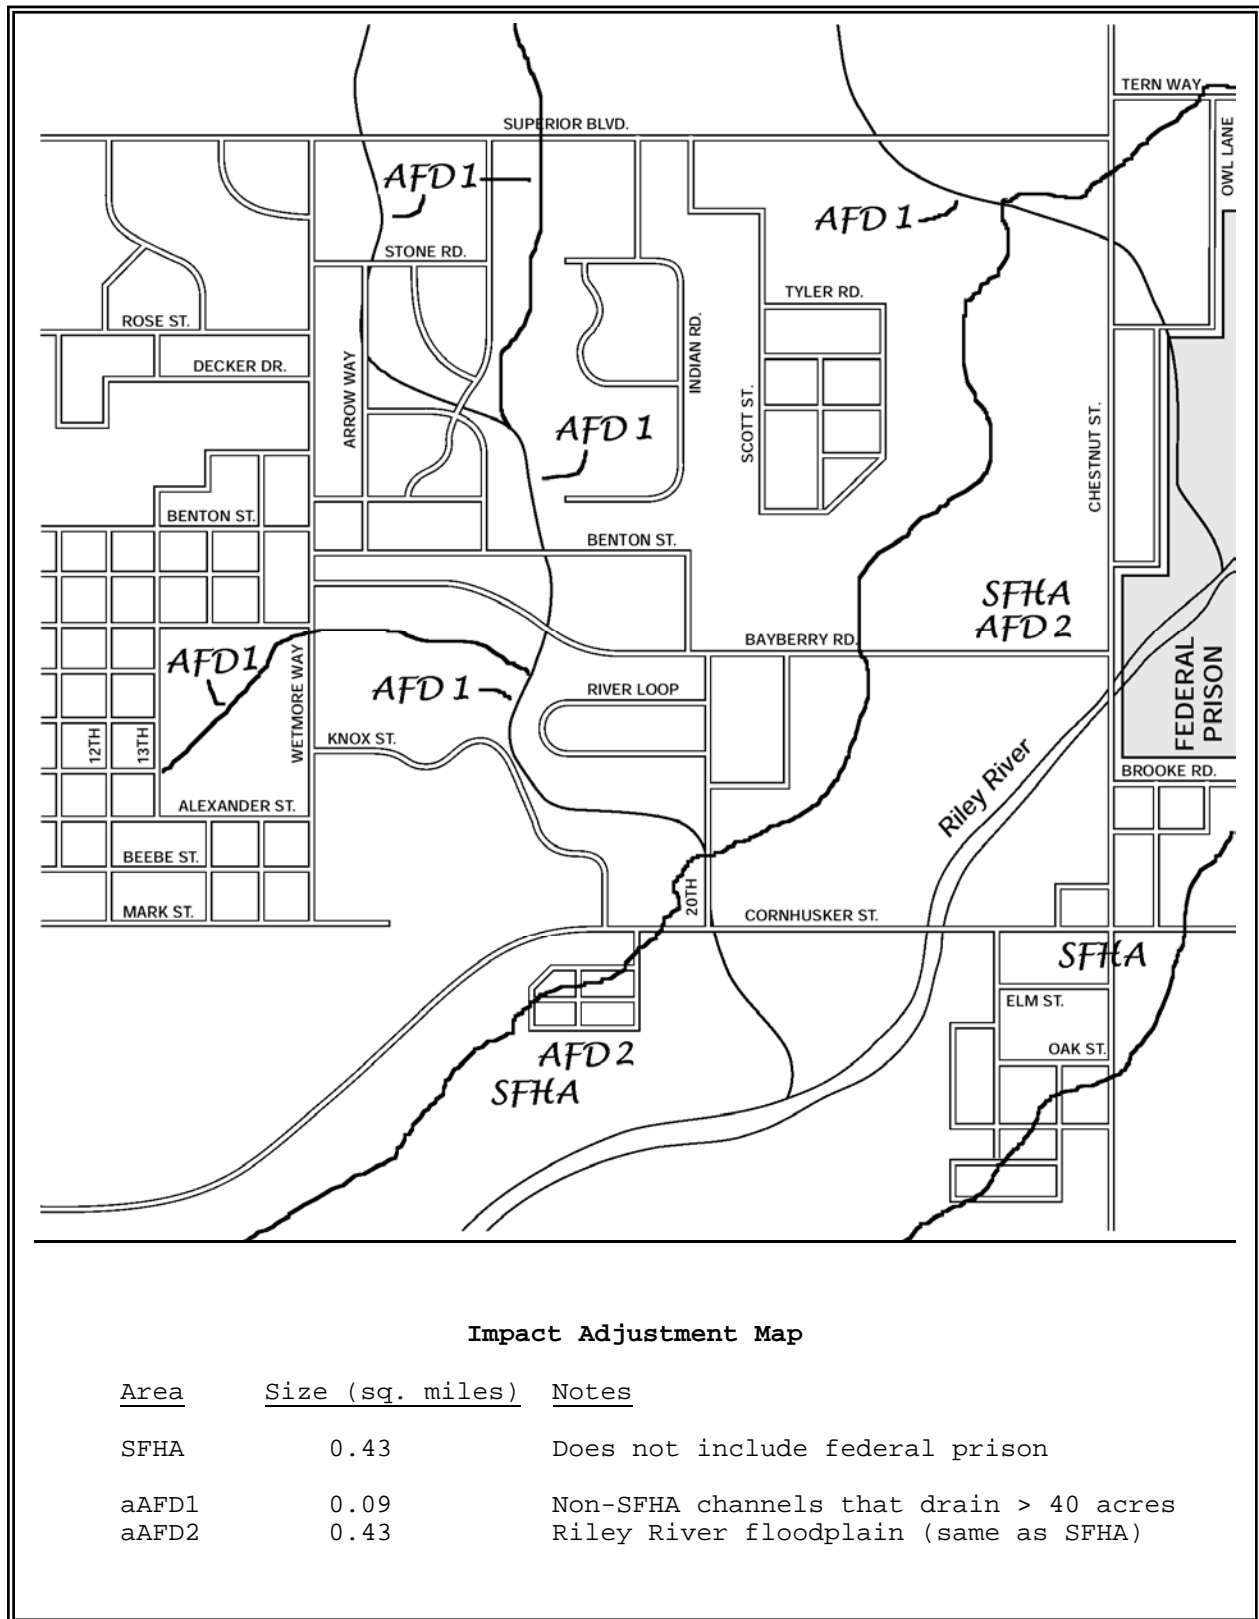 TERN WAY
SUPERIOR BLVD.
OWL LANE
AFD 1
AFD 1
STONE RD.
TYLER RD.
ROSE ST.
INDIAN RD.
DECKER DR.
ARROW WAY
SCOTT ST.
CHESTNUT ST.
AFD 1
BENTON ST.
BENTON ST.
SFHA
AFD 2
BAYBERRY RD.
AFD1
WETMORE WAY
AFD 1
RIVER LOOP
FEDERAL
PRISON
12TH
13TH
KNOX ST.
Riley River
BROOKE RD.
ALEXANDER ST.
BEEBE ST.
20TH
MARK ST.
CORNHUSKER ST.
SFHA
ELM ST.
OAK ST.
AFD 2
SFHA
Impact Adjustment Map
Area Size (sq. miles) Notes
SFHA 0.43 Does not include federal prison
aAFD1 0.09 Non-SFHA channels that drain > 40 acres
aAFD2 0.43 Riley River floodplain (same as SFHA)